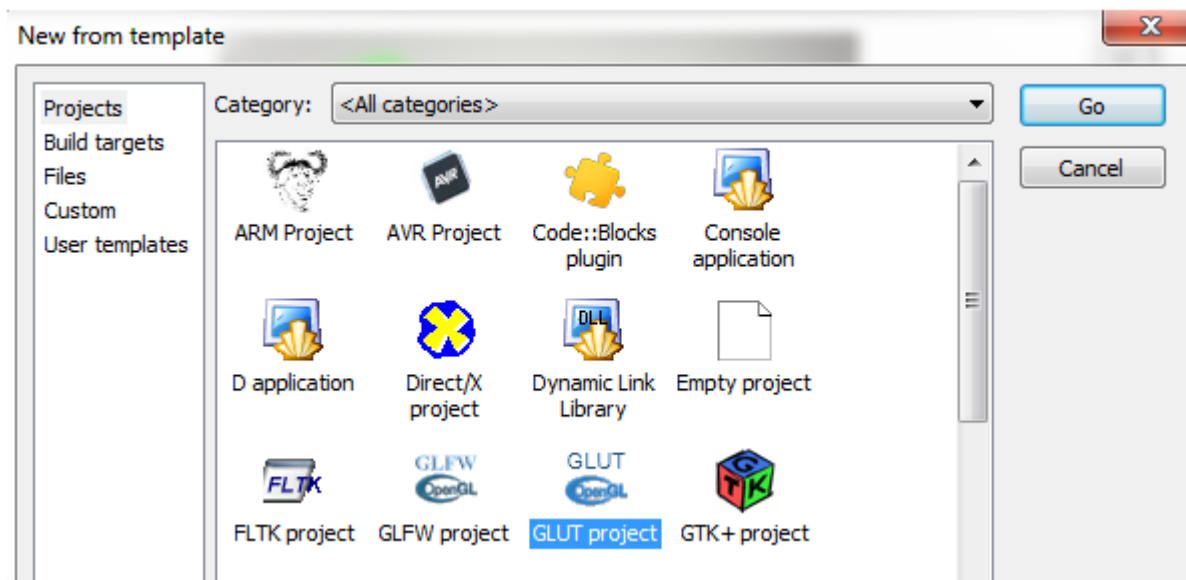 New from template
Projects
Build targets
Files
Custom
User templates
Category: <All categories>
Go
Cancel
AVR
ARM Project AVR Project Code::Blocks plugin Console application
DLL
D application Direct/X project Dynamic Link Library Empty project
FLTK GLFW OpenGL GLUT OpenGL G T K
FLTK project GLFW project GLUT project GTK+ project